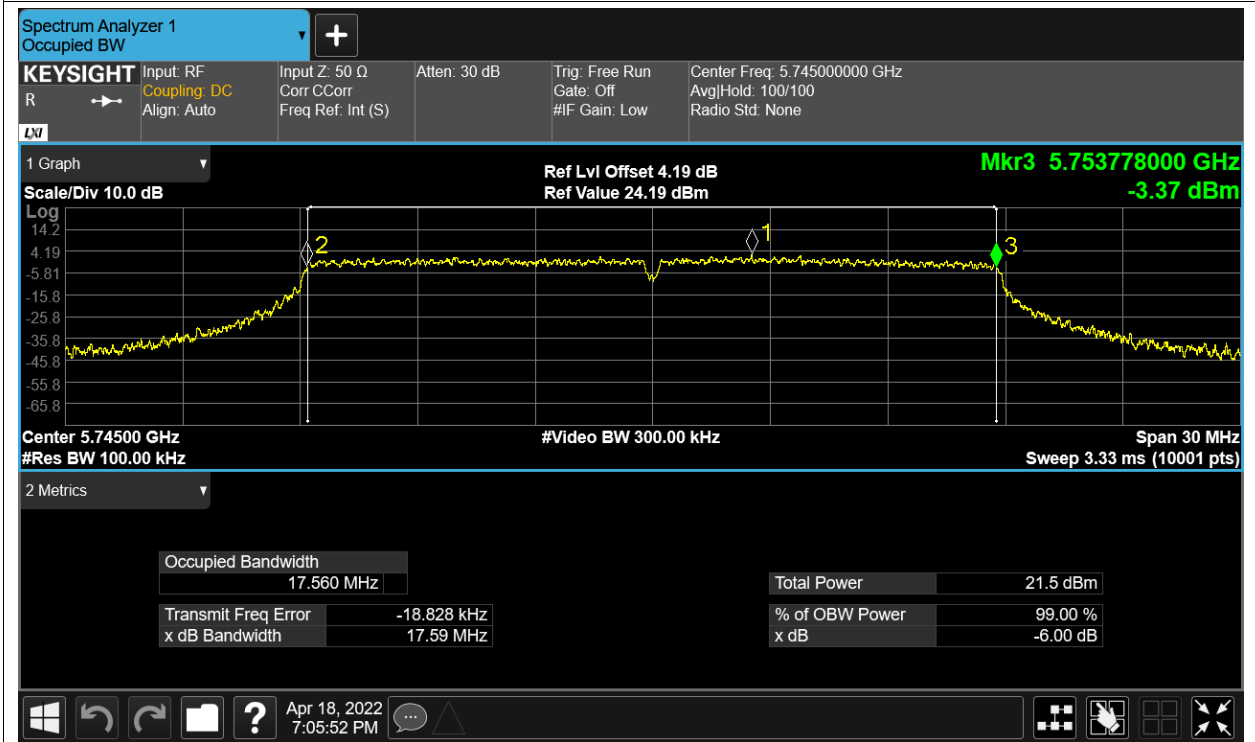 Spectrum Analyzer 1
Occupied BW
KEYSIGHT
R
LXI
Input: RF
Coupling: DC
Align: Auto
Input Z: 50 Ω
Corr CCorr
Freq Ref: Int (S)
Atten: 30 dB
Trig: Free Run
Gate: Off
#IF Gain: Low
Center Freq: 5.745000000 GHz
Avg|Hold: 100/100
Radio Std: None
1 Graph
Scale/Div 10.0 dB
Ref Lvl Offset 4.19 dB
Ref Value 24.19 dBm
Mkr3 5.753778000 GHz
-3.37 dBm
Log
14.2
4.19
-5.81
-15.8
-25.8
-35.8
-45.8
-55.8
-65.8
2
1
3
Center 5.74500 GHz
#Res BW 100.00 kHz
#Video BW 300.00 kHz
Span 30 MHz
Sweep 3.33 ms (10001 pts)
2 Metrics
Occupied Bandwidth
17.560 MHz
Transmit Freq Error -18.828 kHz
x dB Bandwidth 17.59 MHz
Total Power 21.5 dBm
% of OBW Power 99.00 %
x dB -6.00 dB
?
Apr 18, 2022
7:05:52 PM